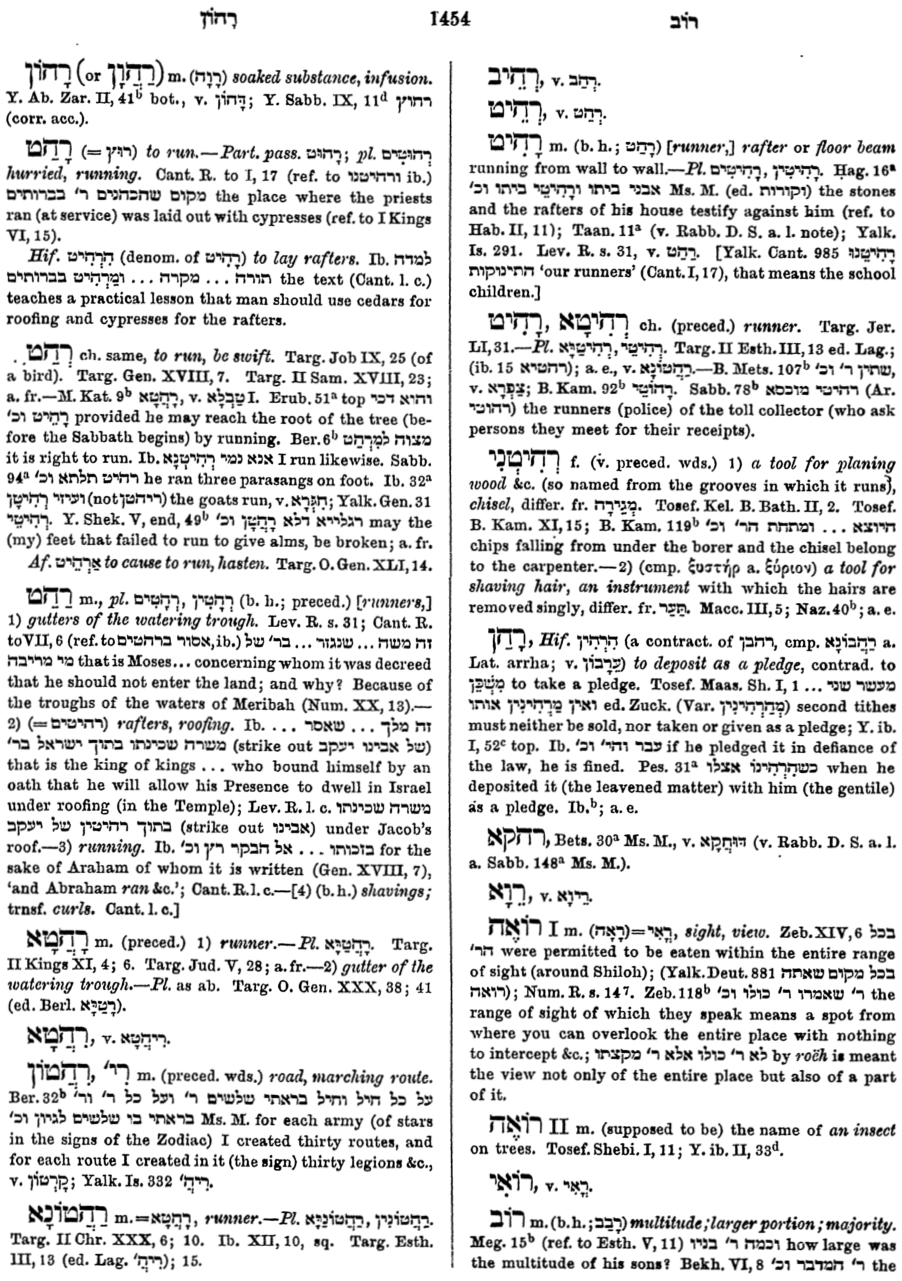 רָהוֹן 1454 רוֹב
רָהוֹן (or רַהֲוָן) m. (רָוָה) soaked substance, infusion.
Y. Ab. Zar. II, 41ᵇ bot., v. דָּהוֹן; Y. Sabb. IX, 11ᵈ רהוץ
(corr. acc.).
רָהַט (= רוּץ) to run.—Part. pass. רָהוּט; pl. רְהוּטִים
hurried, running. Cant. R. to I, 17 (ref. to ורהיטנו ib.)
מקום שהכהנים ר׳ בברותים the place where the priests
ran (at service) was laid out with cypresses (ref. to I Kings
VI, 15).
Hif. הִרְהִיט (denom. of רָהִיט) to lay rafters. Ib. למדה
תורה ... מקרה ... וּמַרְהִיט בברותים the text (Cant. l. c.)
teaches a practical lesson that man should use cedars for
roofing and cypresses for the rafters.
רְהַט ch. same, to run, be swift. Targ. Job IX, 25 (of
a bird). Targ. Gen. XVIII, 7. Targ. II Sam. XVIII, 23;
a. fr.—M. Kat. 9ᵇ רָהֲטָא, v. טַבְלָא I. Erub. 51ᵃ top והוא דכי
רָהֵיט וכ׳ provided he may reach the root of the tree (be-
fore the Sabbath begins) by running. Ber. 6ᵇ מצוה לְמִרְהַט
it is right to run. Ib. אנא נמי רְהִיטְנָא I run likewise. Sabb.
94ᵃ רהיט תלתא וכ׳ he ran three parasangs on foot. Ib. 32ᵃ
ועיזי רְהִיטָן (not ריהטן) the goats run, v. חִגְּרָא; Yalk. Gen. 31
רְהִיטֵי. Y. Shek. V, end, 49ᵇ רגלייא דלא רָהֲטָן וכ׳ may the
(my) feet that failed to run to give alms, be broken; a. fr.
Af. אַרְהֵיט to cause to run, hasten. Targ. O. Gen. XLI, 14.
רַהַט m., pl. רְהָטִים, רְהָטִין (b. h.; preced.) [runners,]
1) gutters of the watering trough. Lev. R. s. 31; Cant. R.
to VII, 6 (ref. to אסור ברהטים, ib.) זה משה ... שנגזר ... בר׳ של
מי מריבה that is Moses... concerning whom it was decreed
that he should not enter the land; and why? Because of
the troughs of the waters of Meribah (Num. XX, 13).—
2) (= רהיטים) rafters, roofing. Ib. זה מלך ... שאסר ...
משרה שכינתו בתוך ישראל בר׳ (strike out של אבינו יעקב)
that is the king of kings ... who bound himself by an
oath that he will allow his Presence to dwell in Israel
under roofing (in the Temple); Lev. R. l. c. משרה שכינתו
בתוך רהיטין של יעקב (strike out אבינו) under Jacob's
roof.—3) running. Ib. בזכותו ... אל הבקר רץ וכ׳ for the
sake of Araham of whom it is written (Gen. XVIII, 7),
'and Abraham ran &c.'; Cant. R. l. c.—[4) (b. h.) shavings;
trnsf. curls. Cant. l. c.]
רַהֲטָא m. (preced.) 1) runner.—Pl. רַהֲטַיָּא. Targ.
II Kings XI, 4; 6. Targ. Jud. V, 28; a. fr.—2) gutter of the
watering trough.—Pl. as ab. Targ. O. Gen. XXX, 38; 41
(ed. Berl. רָטַיָּא).
רִהֲטָא, v. רִיהֲטָא.
רִהֲטוֹן, רִי׳ m. (preced. wds.) road, marching route.
Ber. 32ᵇ על כל חיל וחיל בראתי שלשים ר׳ ועל כל ר׳ ור׳
בראתי בו שלשים לגיון וכ׳ Ms. M. for each army (of stars
in the signs of the Zodiac) I created thirty routes, and
for each route I created in it (the sign) thirty legions &c.,
v. קַרְטוֹן; Yalk. Is. 332 רִיהֲ׳.
רַהֲטוֹנָא m.=רָהֲטָא, runner.—Pl. רַהֲטוֹנִין, רַהֲטוֹנַיָּא.
Targ. II Chr. XXX, 6; 10. Ib. XII, 10, sq. Targ. Esth.
III, 13 (ed. Lag. רִיהֲ׳); 15.
רְהֵיב, v. רְהַב.
רְהֵיט, v. רְהַט.
רָהִיט m. (b. h.; רָהַט) [runner,] rafter or floor beam
running from wall to wall.—Pl. רָהִיטִים, רָהִיטִין. Hag. 16ᵃ
אבני ביתו ורָהִיטֵי ביתו וכ׳ Ms. M. (ed. וקורות) the stones
and the rafters of his house testify against him (ref. to
Hab. II, 11); Taan. 11ᵃ (v. Rabb. D. S. a. l. note); Yalk.
Is. 291. Lev. R. s. 31, v. רַהַט. [Yalk. Cant. 985 רָהִיטֵנוּ
התינוקות 'our runners' (Cant. I, 17), that means the school
children.]
רָהִיט, רְהִיטָא ch. (preced.) runner. Targ. Jer.
LI, 31.—Pl. רְהִיטֵי, רְהִיטַיָּא. Targ. II Esth. III, 13 ed. Lag.;
(ib. 15 רהטיא); a. e., v. רַהֲטוֹנָא.—B. Mets. 107ᵇ שתין ר׳ וכ׳,
v. צַפְרָא; B. Kam. 92ᵇ רָהוֹטֵי. Sabb. 78ᵇ רהיטי מוכסא (Ar.
רהוטי) the runners (police) of the toll collector (who ask
persons they meet for their receipts).
רְהִיטְנִי f. (v. preced. wds.) 1) a tool for planing
wood &c. (so named from the grooves in which it runs),
chisel, differ. fr. מְגֵירָה. Tosef. Kel. B. Bath. II, 2. Tosef.
B. Kam. XI, 15; B. Kam. 119ᵇ היוצא ... ומתחת הר׳ וכ׳
chips falling from under the borer and the chisel belong
to the carpenter.—2) (cmp. ξυστήρ a. ξύριον) a tool for
shaving hair, an instrument with which the hairs are
removed singly, differ. fr. תַּעַר. Macc. III, 5; Naz. 40ᵇ; a. e.
רָהַן, Hif. הִרְהִין (a contract. of רהבן, cmp. רַהֲבוֹנָא a.
Lat. arrha; v. עֵרָבוֹן) to deposit as a pledge, contrad. to
מִשְׁכֵּן to take a pledge. Tosef. Maas. Sh. I, 1 מעשר שני ...
ואין מַרְהִינִין אותו ed. Zuck. (Var. מְהַרְהִינִין) second tithes
must neither be sold, nor taken or given as a pledge; Y. ib.
I, 52ᶜ top. Ib. עבר והר׳ וכ׳ if he pledged it in defiance of
the law, he is fined. Pes. 31ᵃ כשהִרְהִינוֹ אצלו when he
deposited it (the leavened matter) with him (the gentile)
as a pledge. Ib.ᵇ; a. e.
רהקא, Bets. 30ᵃ Ms. M., v. דּוּחֲקָא (v. Rabb. D. S. a. l.
a. Sabb. 148ᵃ Ms. M.).
רֵוָא, v. רֵיוָא.
רוֹאֶה I m. (רָאָה)=רֳאִי, sight, view. Zeb. XIV, 6 בכל
הר׳ were permitted to be eaten within the entire range
of sight (around Shiloh); (Yalk. Deut. 881 בכל מקום שאתה
רואה); Num. R. s. 14⁷. Zeb. 118ᵇ ר׳ שאמרו ר׳ כולו וכ׳ the
range of sight of which they speak means a spot from
where you can overlook the entire place with nothing
to intercept &c.; לא ר׳ כולו אלא ר׳ מקצתו by roëh is meant
the view not only of the entire place but also of a part
of it.
רוֹאֶה II m. (supposed to be) the name of an insect
on trees. Tosef. Shebi. I, 11; Y. ib. II, 33ᵈ.
רוֹאִי, v. רֳאִי.
רוֹב m. (b. h.; רָבַב) multitude; larger portion; majority.
Meg. 15ᵇ (ref. to Esth. V, 11) וכמה ר׳ בניו how large was
the multitude of his sons? Bekh. VI, 8 ר׳ המדבר וכ׳ the